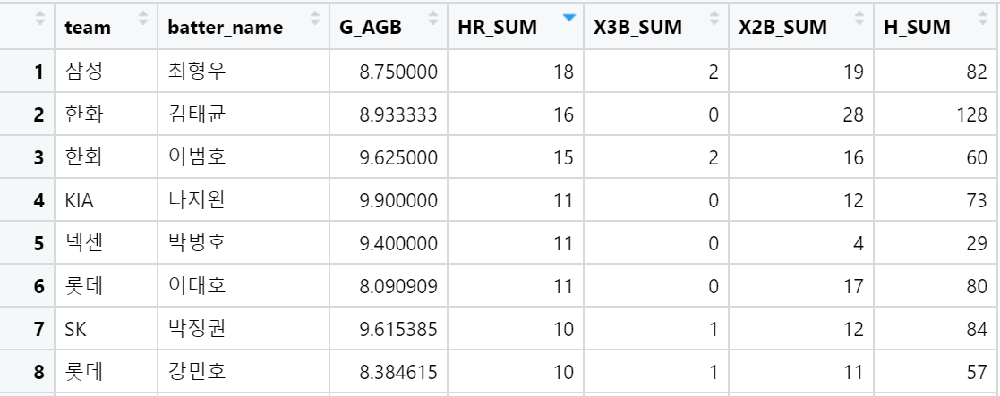 team batter_name G_AGB HR_SUM X3B_SUM X2B_SUM H_SUM
1 삼성 최형우 8.750000 18 2 19 82
2 한화 김태균 8.933333 16 0 28 128
3 한화 이범호 9.625000 15 2 16 60
4 KIA 나지완 9.900000 11 0 12 73
5 넥센 박병호 9.400000 11 0 4 29
6 롯데 이대호 8.090909 11 0 17 80
7 SK 박정권 9.615385 10 1 12 84
8 롯데 강민호 8.384615 10 1 11 57